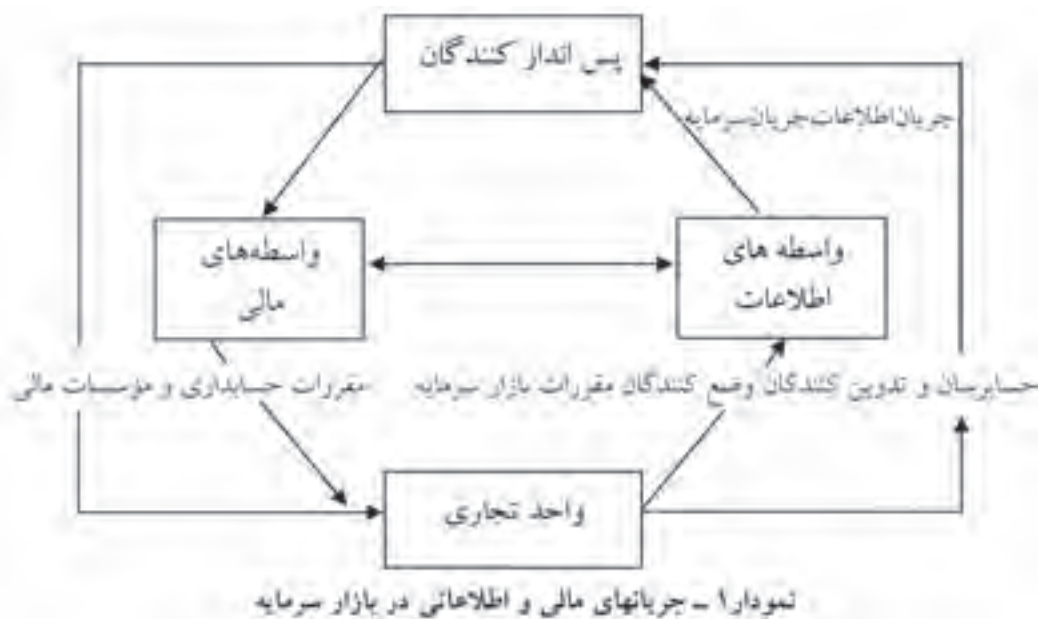 پس انداز کنندگان
جریان اطلاعات جریان سرمایه
واسطه های
اطلاعات
واسطه‌های
مالی
حسابرسان و تدوین کنندگان وضع کنندگان مقررات بازار سرمایه
مقررات حسابداری و مؤسسات مالی
واحد تجاری
نمودار۱ ـ جریانهای مالی و اطلاعاتی در بازار سرمایه